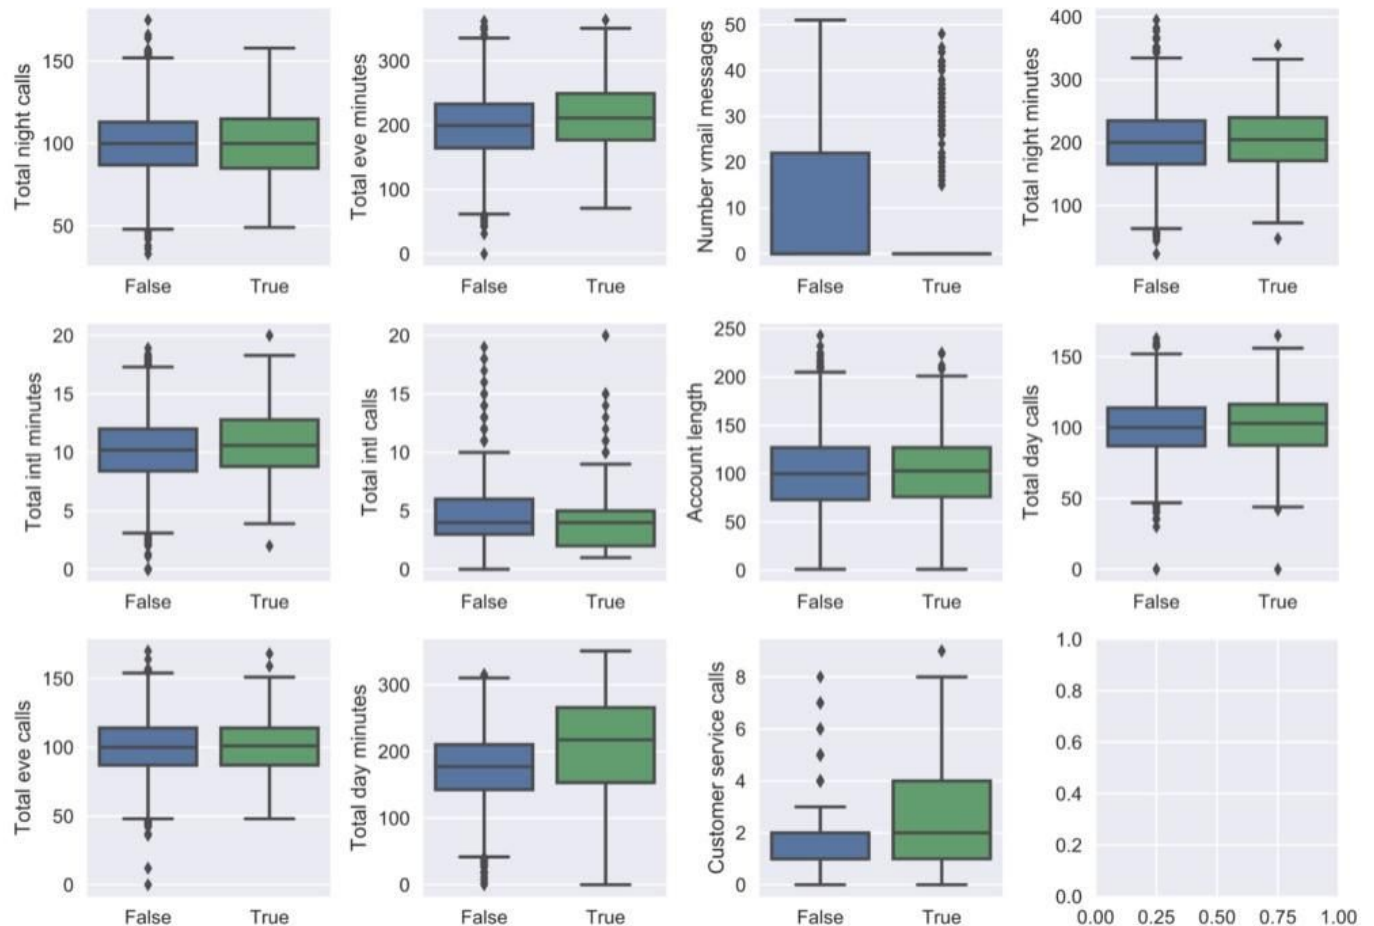 Total night calls
150
100
50
False True
Total eve minutes
300
200
100
0
False True
Number vmail messages
50
40
30
20
10
0
False True
Total night minutes
400
300
200
100
False True
Total intl minutes
20
15
10
5
0
False True
Total intl calls
20
15
10
5
0
False True
Account length
250
200
150
100
50
0
False True
Total day calls
150
100
50
0
False True
Total eve calls
150
100
50
0
False True
Total day minutes
300
200
100
0
False True
Customer service calls
8
6
4
2
0
False True
1.0
0.8
0.6
0.4
0.2
0.0
0.00 0.25 0.50 0.75 1.00